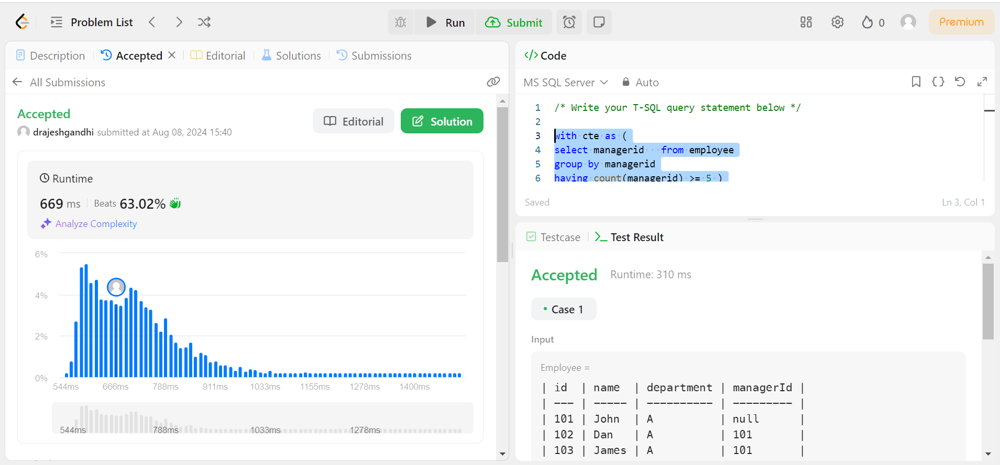 Problem List
Run
Submit
0
Premium
Description
Accepted
Editorial
Solutions
Submissions
All Submissions
Accepted
drajeshgandhi submitted at Aug 08, 2024 15:40
Editorial
Solution
Runtime
669 ms
Beats 63.02%
Analyze Complexity
6%
4%
2%
0%
544ms 666ms 788ms 911ms 1033ms 1155ms 1278ms 1400ms
544ms 788ms 1033ms 1278ms
</> Code
MS SQL Server
Auto
1 /* Write your T-SQL query statement below */
2
3 with cte as (
4 select managerid   from employee
5 group by managerid
6 having count(managerid) >= 5 )
Saved
Ln 3, Col 1
Testcase
Test Result
Accepted
Runtime: 310 ms
Case 1
Input
Employee =
| id  | name  | department | managerId |
| --- | ----- | ---------- | --------- |
| 101 | John  | A          | null      |
| 102 | Dan   | A          | 101       |
| 103 | James | A          | 101       |